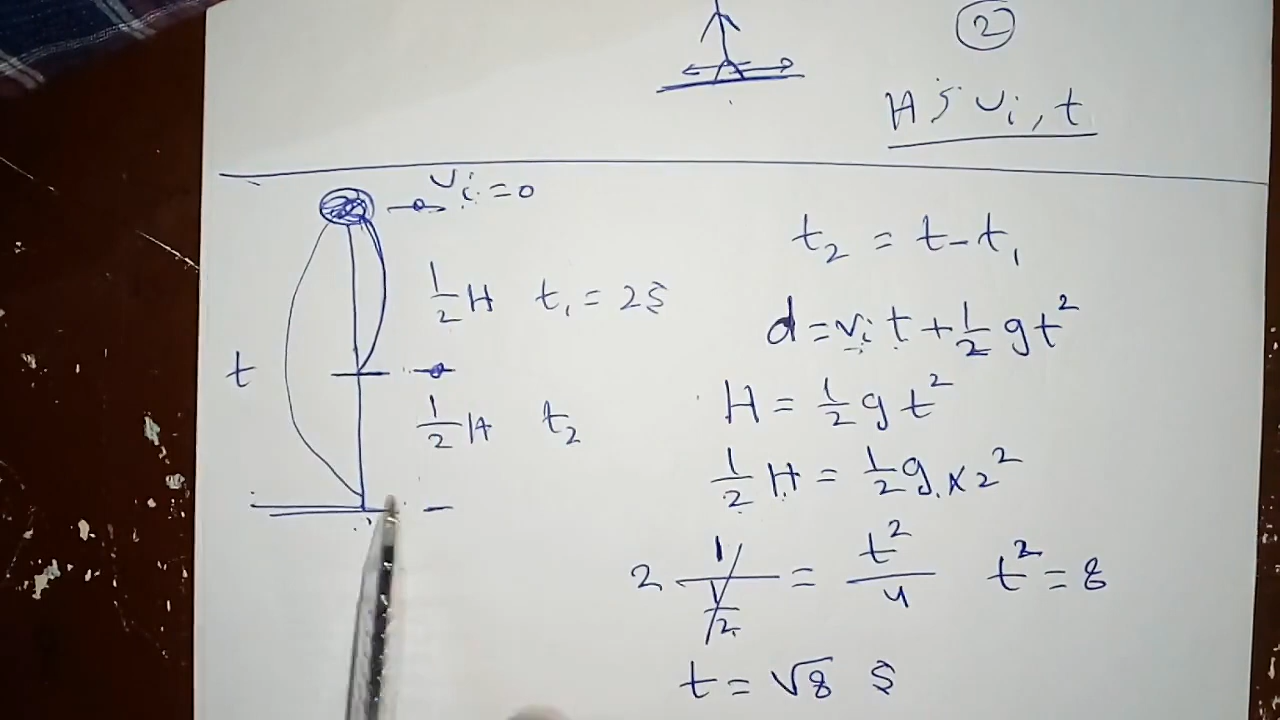 2
H, Vi, t
Vi = 0
1/2 H t₁ = 2s
t
1/2 H t₂
t₂ = t - t₁
d = vi t + 1/2 g t²
H = 1/2 g t²
1/2 H = 1/2 g × 2²
2 1/(1/2) = t²/4 t² = 8
t = √8 s